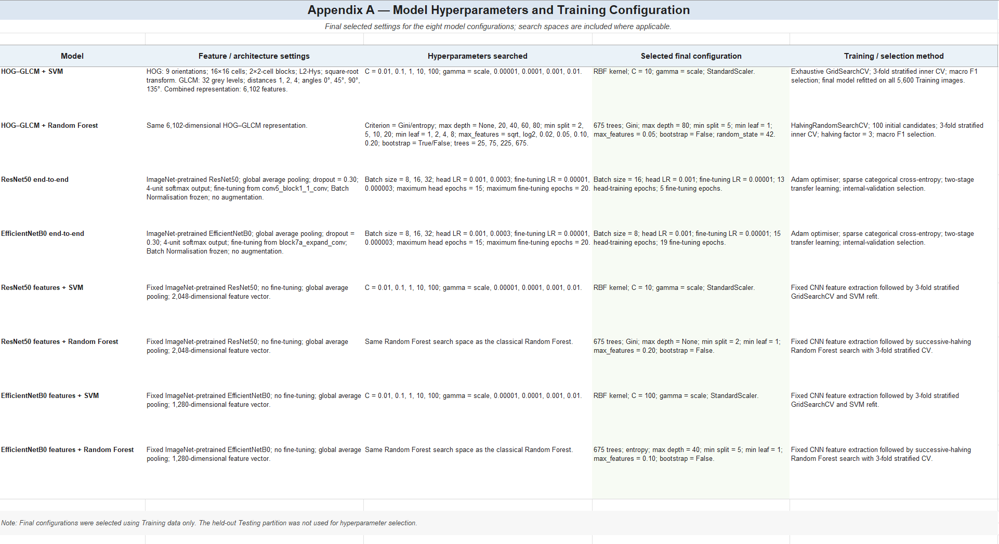 Appendix A — Model Hyperparameters and Training Configuration
Final selected settings for the eight model configurations; search spaces are included where applicable.
Model
Feature / architecture settings
Hyperparameters searched
Selected final configuration
Training / selection method
HOG–GLCM + SVM
HOG: 9 orientations; 16×16 cells; 2×2-cell blocks; L2-Hys; square-root
transform. GLCM: 32 grey levels; distances 1, 2, 4; angles 0°, 45°, 90°,
135°. Combined representation: 6,102 features.
C = 0.01, 0.1, 1, 10, 100; gamma = scale, 0.00001, 0.0001, 0.001, 0.01.
RBF kernel; C = 10; gamma = scale; StandardScaler.
Exhaustive GridSearchCV; 3-fold stratified inner CV; macro F1
selection; final model refitted on all 5,600 Training images.
HOG–GLCM + Random Forest
Same 6,102-dimensional HOG–GLCM representation.
Criterion = Gini/entropy; max depth = None, 20, 40, 60, 80; min split = 2,
5, 10, 20; min leaf = 1, 2, 4, 8; max_features = sqrt, log2, 0.02, 0.05, 0.10,
0.20; bootstrap = True/False; trees = 25, 75, 225, 675.
675 trees; Gini; max depth = 80; min split = 5; min leaf = 1;
max_features = 0.05; bootstrap = False; random_state = 42.
HalvingRandomSearchCV; 100 initial candidates; 3-fold stratified
inner CV; halving factor = 3; macro F1 selection.
ResNet50 end-to-end
ImageNet-pretrained ResNet50; global average pooling; dropout = 0.30;
4-unit softmax output; fine-tuning from conv5_block1_1_conv; Batch
Normalisation frozen; no augmentation.
Batch size = 8, 16, 32; head LR = 0.001, 0.0003; fine-tuning LR = 0.00001,
0.000003; maximum head epochs = 15; maximum fine-tuning epochs = 20.
Batch size = 16; head LR = 0.001; fine-tuning LR = 0.00001; 13
head-training epochs; 5 fine-tuning epochs.
Adam optimiser; sparse categorical cross-entropy; two-stage
transfer learning; internal-validation selection.
EfficientNetB0 end-to-end
ImageNet-pretrained EfficientNetB0; global average pooling; dropout =
0.30; 4-unit softmax output; fine-tuning from block7a_expand_conv;
Batch Normalisation frozen; no augmentation.
Batch size = 8, 16, 32; head LR = 0.001, 0.0003; fine-tuning LR = 0.00001,
0.000003; maximum head epochs = 15; maximum fine-tuning epochs = 20.
Batch size = 8; head LR = 0.001; fine-tuning LR = 0.00001; 15
head-training epochs; 19 fine-tuning epochs.
Adam optimiser; sparse categorical cross-entropy; two-stage
transfer learning; internal-validation selection.
ResNet50 features + SVM
Fixed ImageNet-pretrained ResNet50; no fine-tuning; global average
pooling; 2,048-dimensional feature vector.
C = 0.01, 0.1, 1, 10, 100; gamma = scale, 0.00001, 0.0001, 0.001, 0.01.
RBF kernel; C = 10; gamma = scale; StandardScaler.
Fixed CNN feature extraction followed by 3-fold stratified
GridSearchCV and SVM refit.
ResNet50 features + Random Forest
Fixed ImageNet-pretrained ResNet50; no fine-tuning; global average
pooling; 2,048-dimensional feature vector.
Same Random Forest search space as the classical Random Forest.
675 trees; Gini; max depth = None; min split = 2; min leaf = 1;
max_features = 0.20; bootstrap = False.
Fixed CNN feature extraction followed by successive-halving
Random Forest search with 3-fold stratified CV.
EfficientNetB0 features + SVM
Fixed ImageNet-pretrained EfficientNetB0; no fine-tuning; global average
pooling; 1,280-dimensional feature vector.
C = 0.01, 0.1, 1, 10, 100; gamma = scale, 0.00001, 0.0001, 0.001, 0.01.
RBF kernel; C = 100; gamma = scale; StandardScaler.
Fixed CNN feature extraction followed by 3-fold stratified
GridSearchCV and SVM refit.
EfficientNetB0 features + Random Forest
Fixed ImageNet-pretrained EfficientNetB0; no fine-tuning; global average
pooling; 1,280-dimensional feature vector.
Same Random Forest search space as the classical Random Forest.
675 trees; entropy; max depth = 40; min split = 5; min leaf = 1;
max_features = 0.10; bootstrap = False.
Fixed CNN feature extraction followed by successive-halving
Random Forest search with 3-fold stratified CV.
Note: Final configurations were selected using Training data only. The held-out Testing partition was not used for hyperparameter selection.